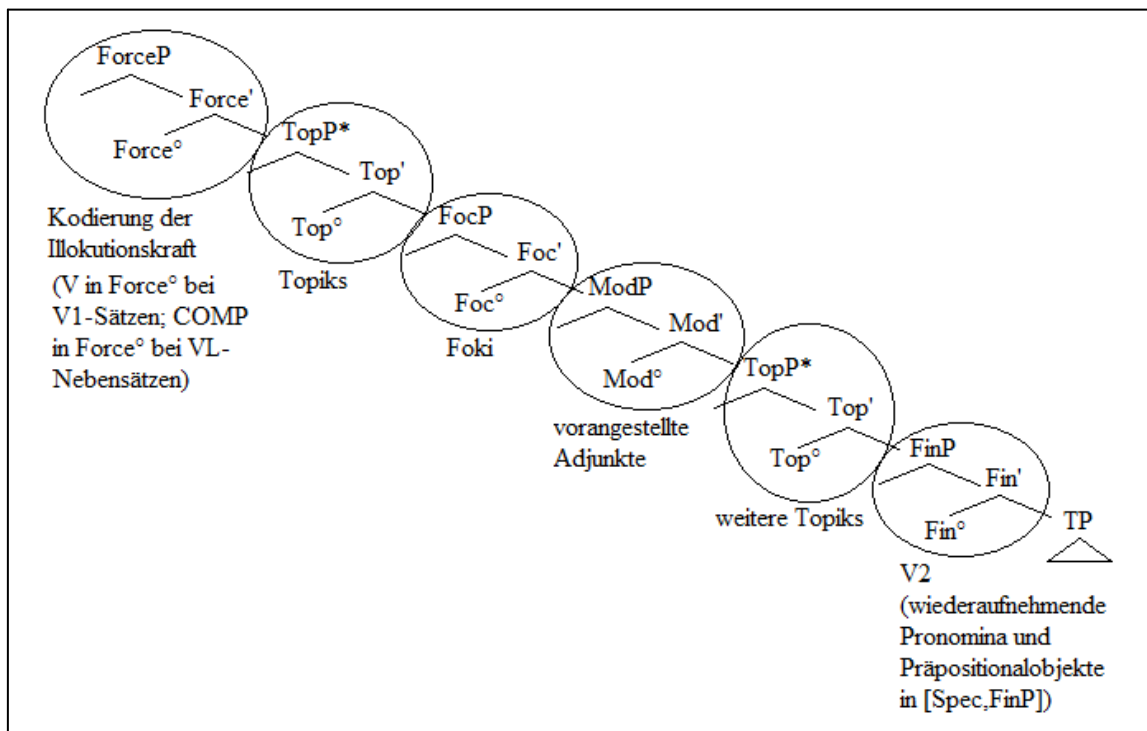 ForceP
Force'
Force°
Kodierung der
Illokutionskraft
(V in Force° bei
V1-Sätzen; COMP
in Force° bei VL-
Nebensätzen)
TopP*
Top'
Top°
Topiks
FocP
Foc'
Foc°
Foki
ModP
Mod'
Mod°
vorangestellte
Adjunkte
TopP*
Top'
Top°
weitere Topiks
FinP
Fin'
Fin°
TP
V2
(wiederaufnehmende
Pronomina und
Präpositionalobjekte
in [Spec,FinP])